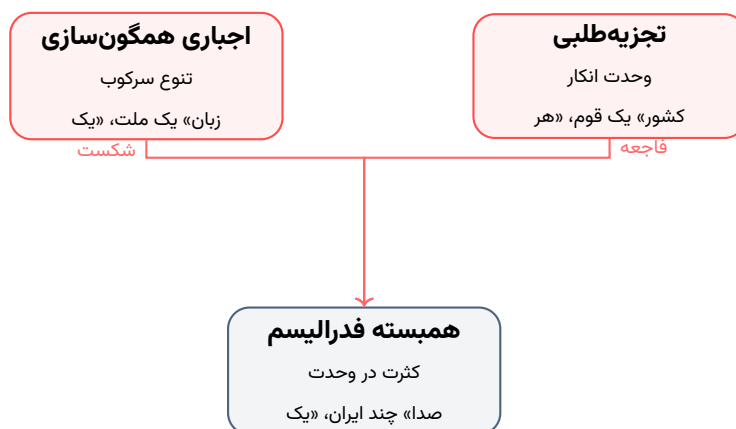 تجزیه‌طلبی
وحدت انکار
کشور» یک قوم، «هر
فاجعه
اجباری همگون‌سازی
تنوع سرکوب
زبان» یک ملت، «یک
شکست
همبسته فدرالیسم
کثرت در وحدت
صدا» چند ایران، «یک